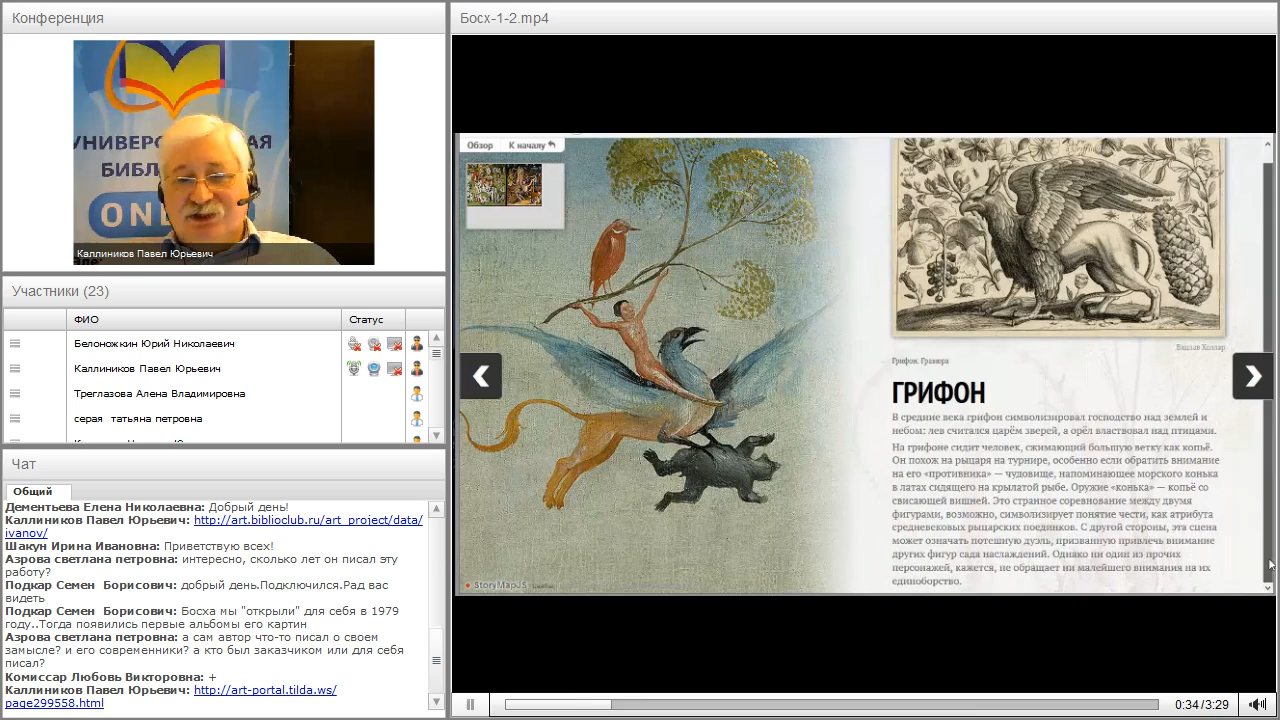 Конференция
УНИВЕРС
АЯ
БИБЛ
ON
Каллиников Павел Юрьевич
Участники (23)
ФИО
Статус
Белоножкин Юрий Николаевич
Каллиников Павел Юрьевич
Треглазова Алена Владимировна
серая татьяна петровна
Чат
Общий
Дементьева Елена Николаевна: Добрый день!
Каллиников Павел Юрьевич: http://art.biblioclub.ru/art_project/data/
ivanov/
Шакун Ирина Ивановна: Приветствую всех!
Азрова светлана петровна: интересно, сколько лет он писал эту
работу?
Подкар Семен Борисович: добрый день.Подключился.Рад вас
видеть
Подкар Семен Борисович: Босха мы "открыли" для себя в 1979
году..Тогда появились первые альбомы его картин
Азрова светлана петровна: а сам автор что-то писал о своем
замысле? и его современники? а кто был заказчиком или для себя
писал?
Комиссар Любовь Викторовна: +
Каллиников Павел Юрьевич: http://art-portal.tilda.ws/
page299558.html
Босх-1-2.mp4
Обзор
К началу
StoryMapJS
Вацлав Холлар
Грифон. Гравюра
ГРИФОН
В средние века грифон символизировал господство над землей и
небом: лев считался царём зверей, а орёл властвовал над птицами.
На грифоне сидит человек, сжимающий большую ветку как копьё.
Он похож на рыцаря на турнире, особенно если обратить внимание
на его «противника» — чудовище, напоминающее морского конька
в латах сидящего на крылатой рыбе. Оружие «конька» — копьё со
свисающей вишней. Это странное соревнование между двумя
фигурами, возможно, символизирует понятие чести, как атрибута
средневековых рыцарских поединков. С другой стороны, эта сцена
может означать потешную дуэль, призванную привлечь внимание
других фигур сада наслаждений. Однако ни один из прочих
персонажей, кажется, не обращает ни малейшего внимания на их
единоборство.
0:34/3:29